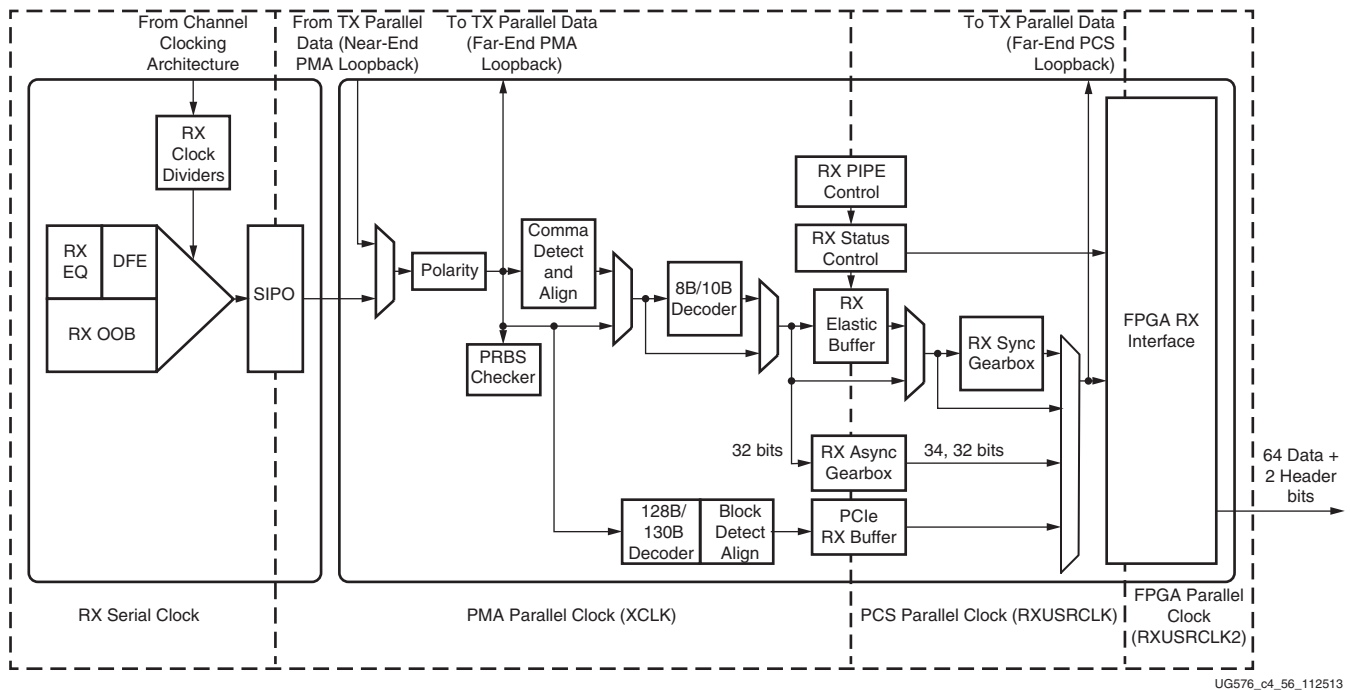 From Channel
Clocking
Architecture
From TX Parallel
Data (Near-End
PMA Loopback)
To TX Parallel Data
(Far-End PMA
Loopback)
To TX Parallel Data
(Far-End PCS
Loopback)
RX
Clock
Dividers
RX
EQ
DFE
RX OOB
SIPO
Polarity
Comma
Detect
and
Align
PRBS
Checker
8B/10B
Decoder
RX PIPE
Control
RX Status
Control
RX
Elastic
Buffer
RX Sync
Gearbox
FPGA RX
Interface
32 bits
RX Async
Gearbox
34, 32 bits
128B/
130B
Decoder
Block
Detect
Align
PCIe
RX Buffer
64 Data +
2 Header
bits
RX Serial Clock
PMA Parallel Clock (XCLK)
PCS Parallel Clock (RXUSRCLK)
FPGA Parallel
Clock
(RXUSRCLK2)
UG576_c4_56_112513